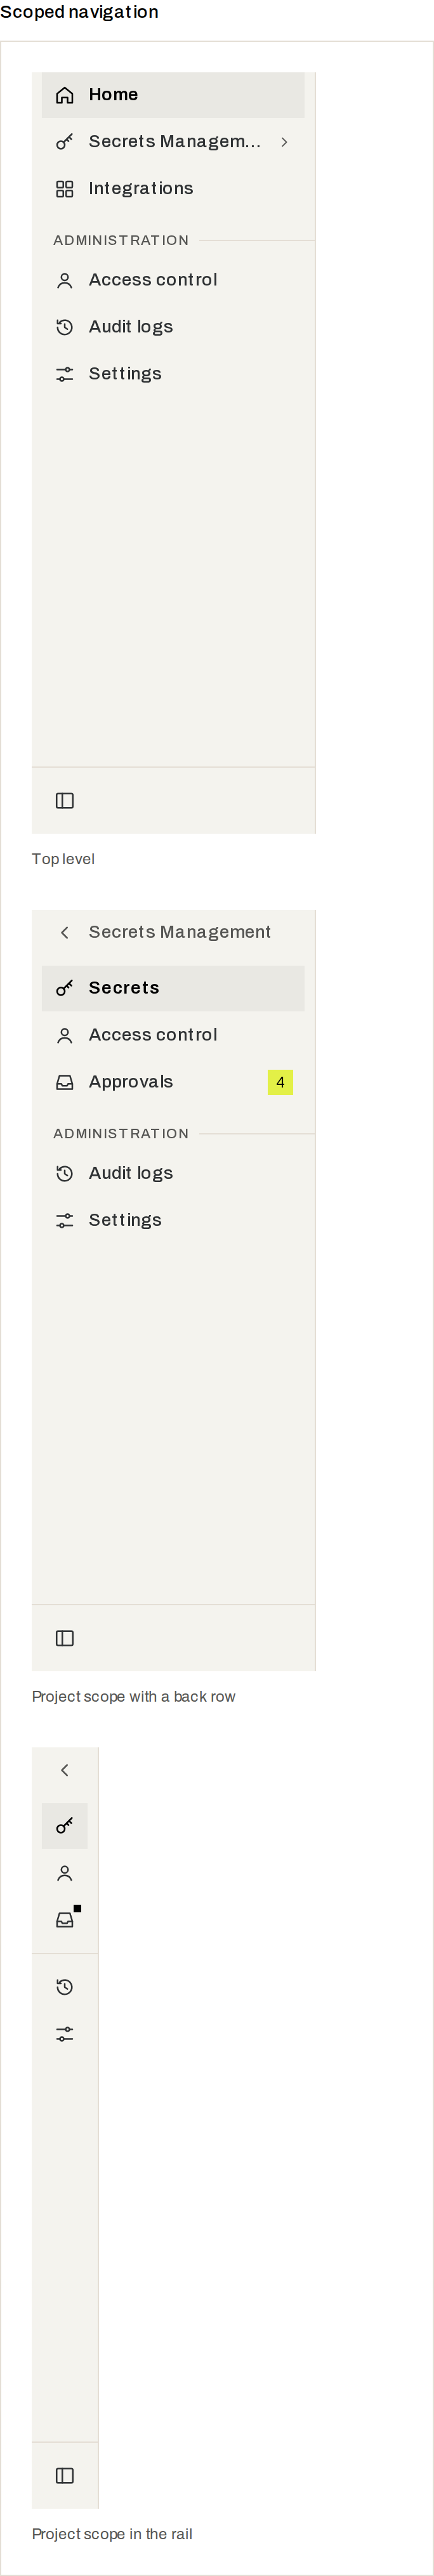 Scoped navigation
Home
Secrets Managem...
Integrations
ADMINISTRATION
Access control
Audit logs
Settings
Top level
Secrets Management
Secrets
Access control
Approvals 4
ADMINISTRATION
Audit logs
Settings
Project scope with a back row
Project scope in the rail